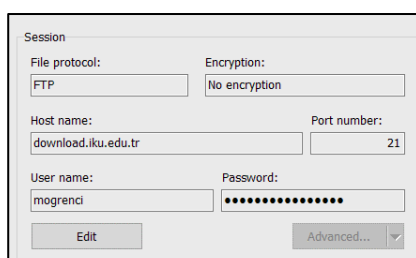 Session
File protocol: Encryption:
FTP No encryption
Host name: Port number:
download.iku.edu.tr 21
User name: Password:
mogrenci ••••••••••••••••
Edit Advanced...